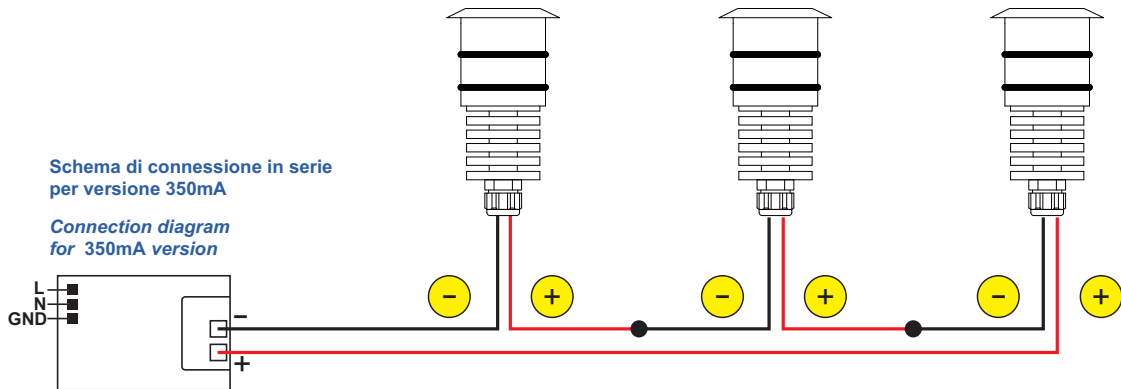 Schema di connessione in serie
per versione 350mA
Connection diagram
for 350mA version
L
N
GND
-
+
- + - + - +